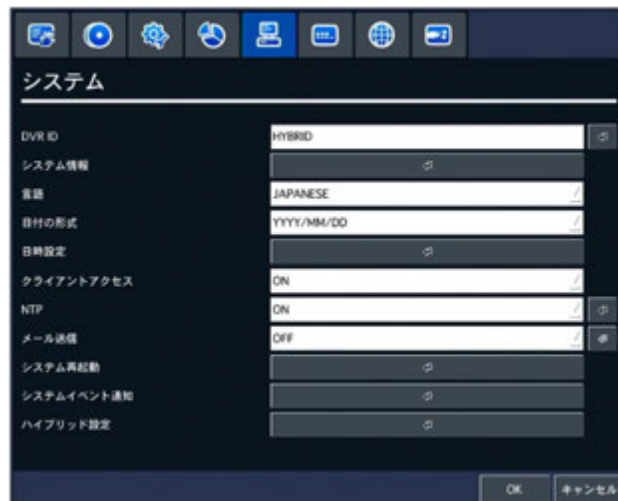 システム
DVR ID HYBRID
システム情報
言語 JAPANESE
日付の形式 YYYY/MM/DD
日時設定
クライアントアクセス ON
NTP ON
メール送信 OFF
システム再起動
システムイベント通知
ハイブリッド設定
OK キャンセル